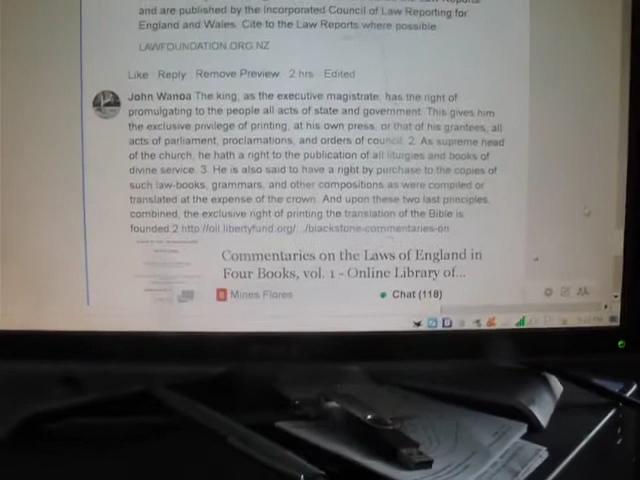 and are published by the Incorporated Council of Law Reporting for
England and Wales. Cite to the Law Reports where possible.
LAWFOUNDATION.ORG.NZ
Like Reply Remove Preview 2 hrs Edited
John Wanoa The king, as the executive magistrate, has the right of
promulgating to the people all acts of state and government. This gives him
the exclusive privilege of printing, at his own press, or that of his grantees, all
acts of parliament, proclamations, and orders of council. 2. As supreme head
of the church, he hath a right to the publication of all liturgies and books of
divine service. 3. He is also said to have a right by purchase to the copies of
such law-books, grammars, and other compositions as were compiled or
translated at the expense of the crown. And upon these two last principles,
combined, the exclusive right of printing the translation of the Bible is
founded.2 http://oll.libertyfund.org/.../blackstone-commentaries-on
Commentaries on the Laws of England in
Four Books, vol. 1 - Online Library of...
Mines Flores
Chat (118)